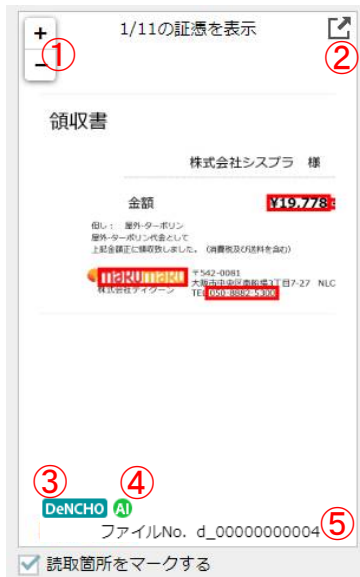 +
1/11の証憑を表示
①
②
−
領収書
株式会社シスプラ 様
金額
¥19,778
但し： 屋外-ターポリン
屋外-ターポリン代金として
上記金額正に領収致しました。（消費税及び送料を含む）
marumaru
株式会社ディグーン
〒542-0081
大阪市中央区南船場3丁目7-27 NLC
TEL 050-8882-5300
③
④
DeNCHO AI
⑤
ファイルNo. d_00000000004
読取箇所をマークする